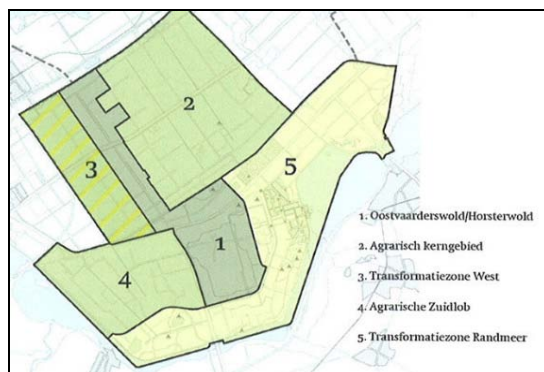 2
3
5
1
4
1. Oostvaarderswold/Horsterwold
2. Agrarisch kerngebied
3. Transformatiezone West
4. Agrarische Zuidlob
5. Transformatiezone Randmeer